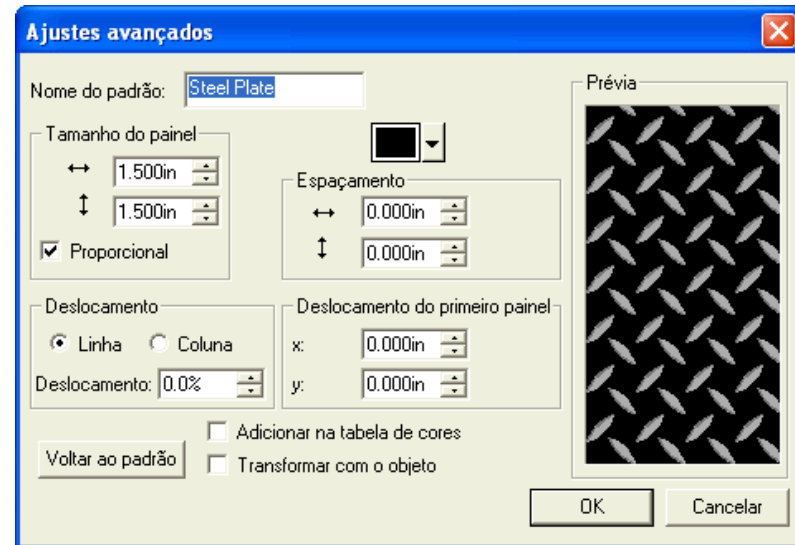 Ajustes avançados
Nome do padrão: Steel Plate
Prévia
Tamanho do painel
1.500in
1.500in
Proporcional
Espaçamento
0.000in
0.000in
Deslocamento
Linha Coluna
Deslocamento: 0.0%
Deslocamento do primeiro painel
x: 0.000in
y: 0.000in
Voltar ao padrão
Adicionar na tabela de cores
Transformar com o objeto
OK Cancelar